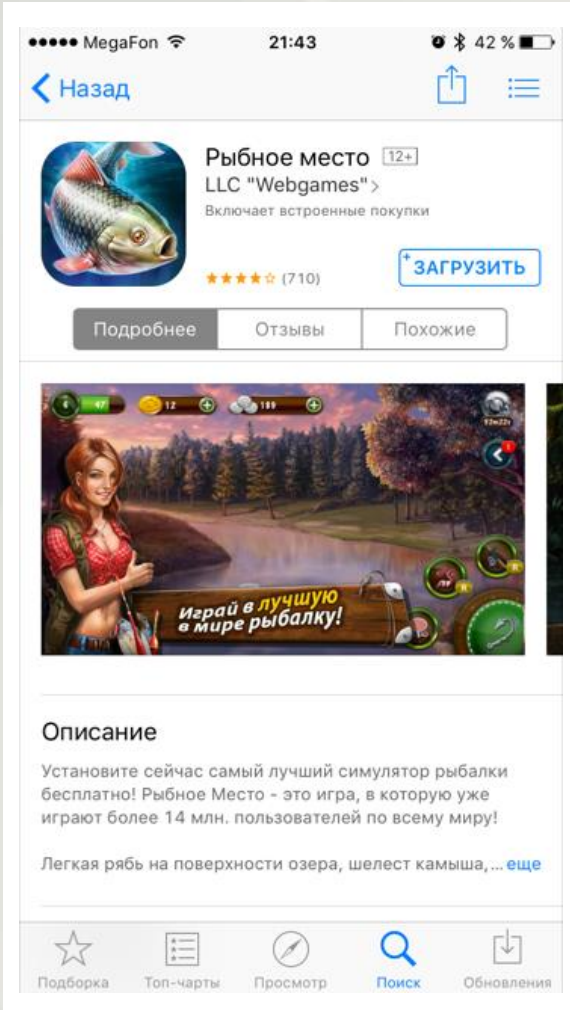 MegaFon 21:43 42 %
Назад
Рыбное место 12+
LLC "Webgames" >
Включает встроенные покупки
(710)
+ЗАГРУЗИТЬ
Подробнее Отзывы Похожие
47 12 189
52m22s
1
R
R
Играй в лучшую
в мире рыбалку!
Описание
Установите сейчас самый лучший симулятор рыбалки
бесплатно! Рыбное Место - это игра, в которую уже
играют более 14 млн. пользователей по всему миру!
Легкая рябь на поверхности озера, шелест камыша,... еще
Подборка Топ-чарты Просмотр Поиск Обновления